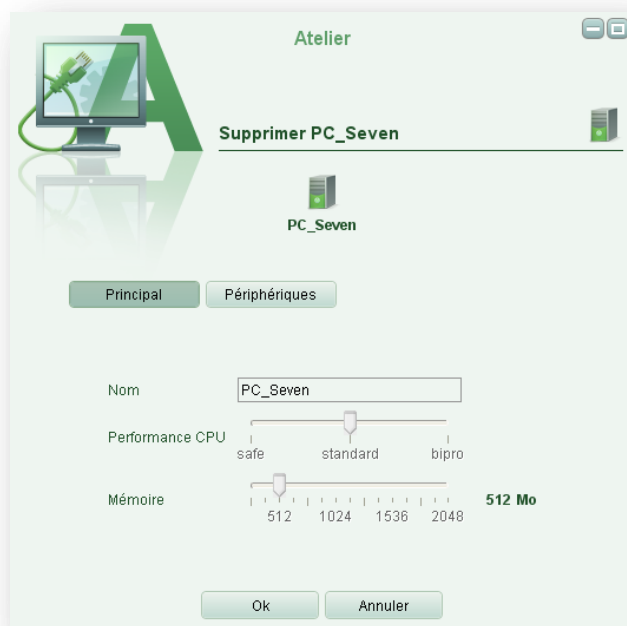 Atelier
Supprimer PC_Seven
PC_Seven
Principal Périphériques
Nom PC_Seven
Performance CPU safe standard bipro
Mémoire 512 1024 1536 2048 512 Mo
Ok Annuler